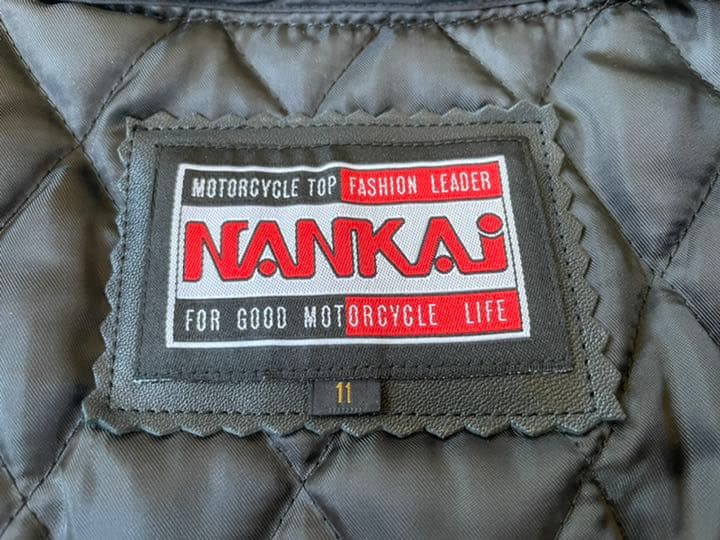 MOTORCYCLE TOP FASHION LEADER
NANKAi
FOR GOOD MOTORCYCLE LIFE
11